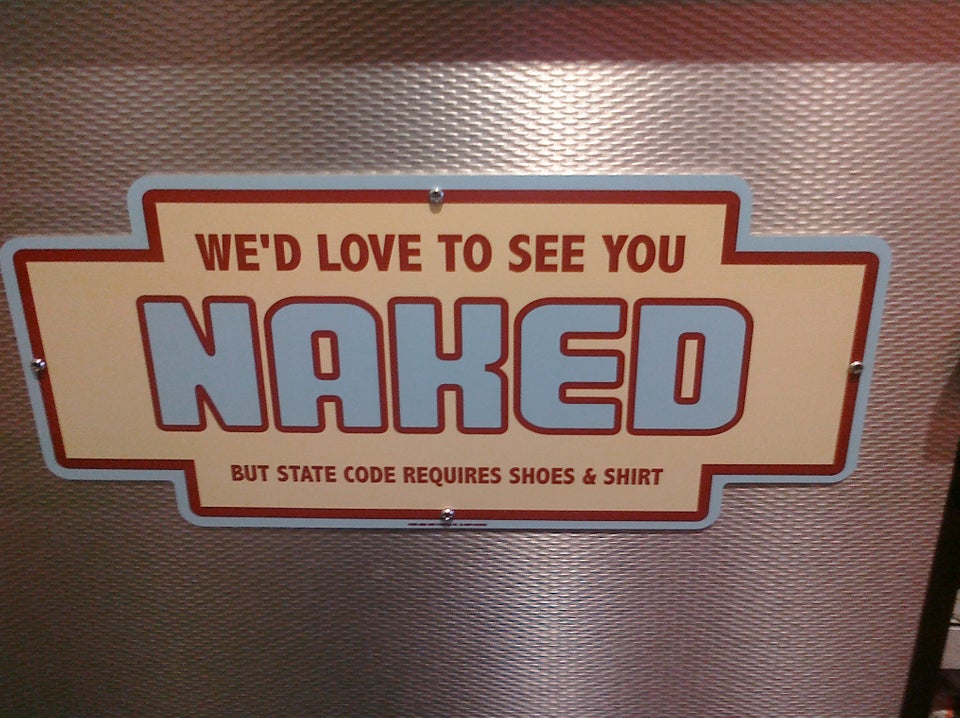 WE'D LOVE TO SEE YOU
NAKED
BUT STATE CODE REQUIRES SHOES & SHIRT